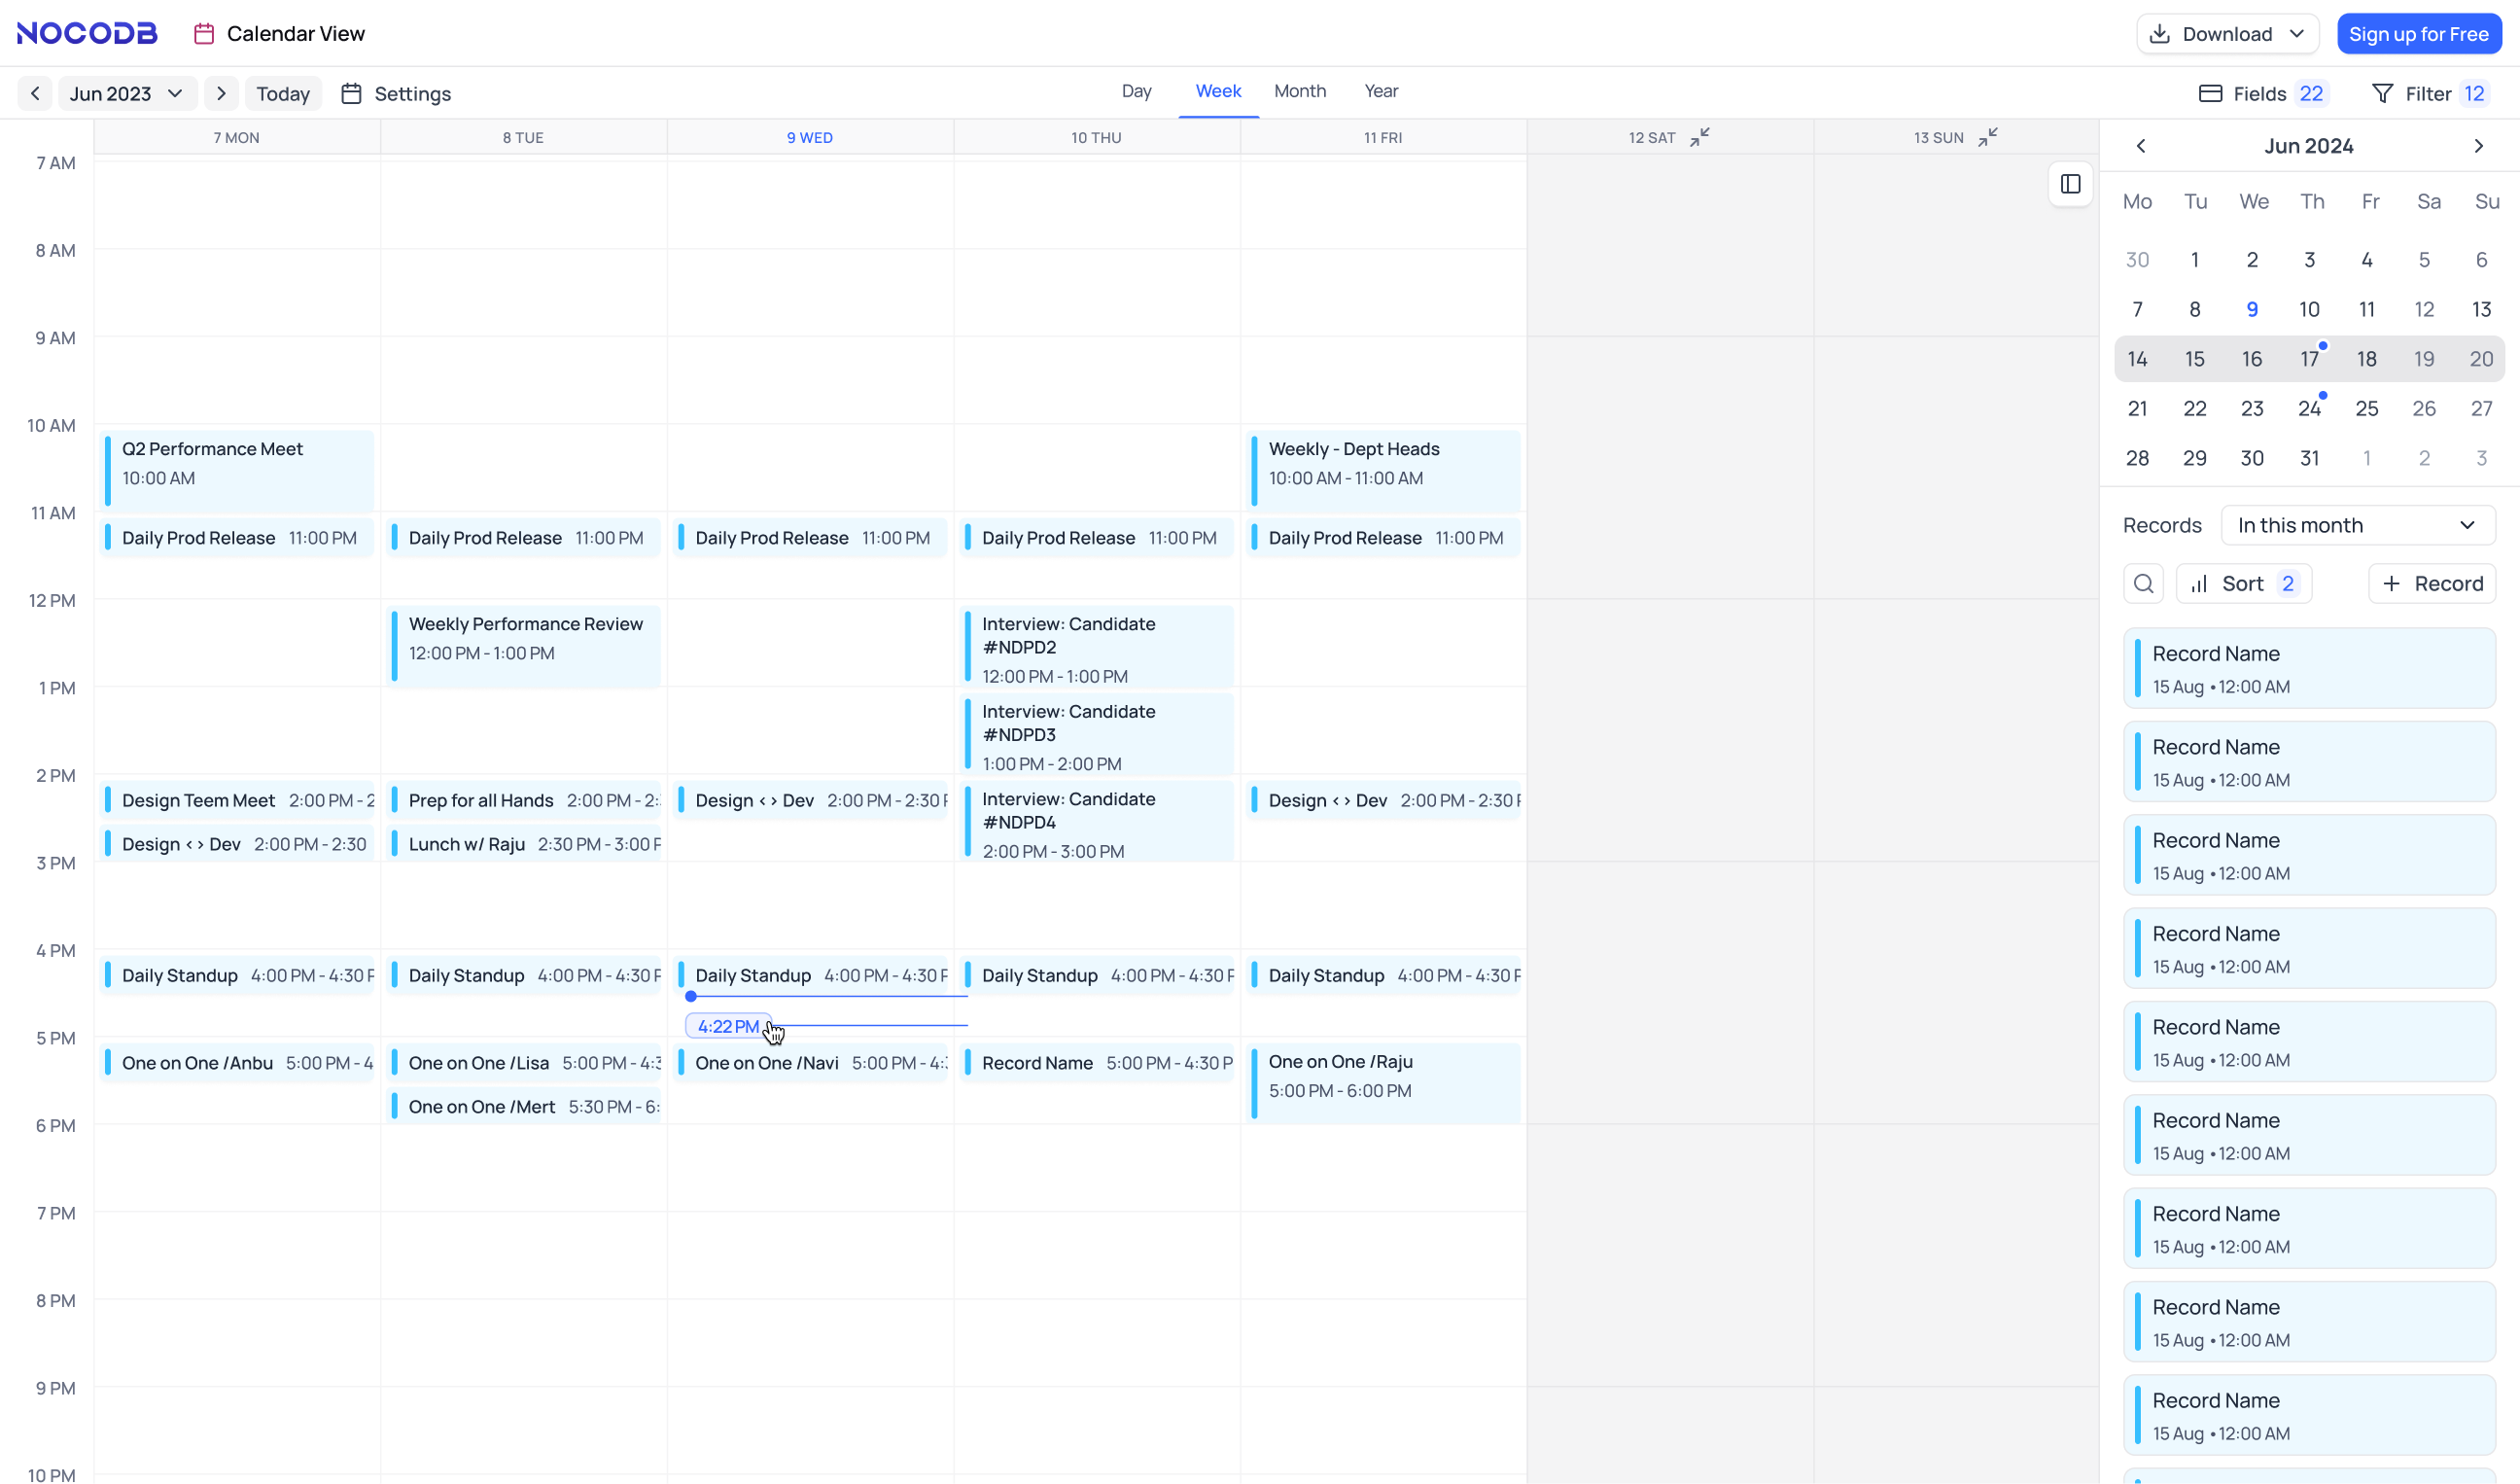 NOCODB
Calendar View
Download
Sign up for Free
Jun 2023
Today
Settings
Day
Week
Month
Year
Fields 22
Filter 12
7 MON
8 TUE
9 WED
10 THU
11 FRI
12 SAT
13 SUN
7 AM
8 AM
9 AM
10 AM
11 AM
12 PM
1 PM
2 PM
3 PM
4 PM
5 PM
6 PM
7 PM
8 PM
9 PM
10 PM
Q2 Performance Meet
10:00 AM
Daily Prod Release 11:00 PM
Design Teem Meet 2:00 PM - 2
Design <> Dev 2:00 PM - 2:30
Daily Standup 4:00 PM - 4:30 P
One on One /Anbu 5:00 PM - 4
Daily Prod Release 11:00 PM
Weekly Performance Review
12:00 PM - 1:00 PM
Prep for all Hands 2:00 PM - 2:
Lunch w/ Raju 2:30 PM - 3:00 P
Daily Standup 4:00 PM - 4:30 P
One on One /Lisa 5:00 PM - 4:3
One on One /Mert 5:30 PM - 6:
Daily Prod Release 11:00 PM
Design <> Dev 2:00 PM - 2:30 P
Daily Standup 4:00 PM - 4:30 P
4:22 PM
One on One /Navi 5:00 PM - 4:
Daily Prod Release 11:00 PM
Interview: Candidate
#NDPD2
12:00 PM - 1:00 PM
Interview: Candidate
#NDPD3
1:00 PM - 2:00 PM
Interview: Candidate
#NDPD4
2:00 PM - 3:00 PM
Daily Standup 4:00 PM - 4:30 P
Record Name 5:00 PM - 4:30 P
Weekly - Dept Heads
10:00 AM - 11:00 AM
Daily Prod Release 11:00 PM
Design <> Dev 2:00 PM - 2:30 P
Daily Standup 4:00 PM - 4:30 P
One on One /Raju
5:00 PM - 6:00 PM
Jun 2024
Mo Tu We Th Fr Sa Su
30 1 2 3 4 5 6
7 8 9 10 11 12 13
14 15 16 17 18 19 20
21 22 23 24 25 26 27
28 29 30 31 1 2 3
Records
In this month
Sort 2
+ Record
Record Name
15 Aug • 12:00 AM
Record Name
15 Aug • 12:00 AM
Record Name
15 Aug • 12:00 AM
Record Name
15 Aug • 12:00 AM
Record Name
15 Aug • 12:00 AM
Record Name
15 Aug • 12:00 AM
Record Name
15 Aug • 12:00 AM
Record Name
15 Aug • 12:00 AM
Record Name
15 Aug • 12:00 AM